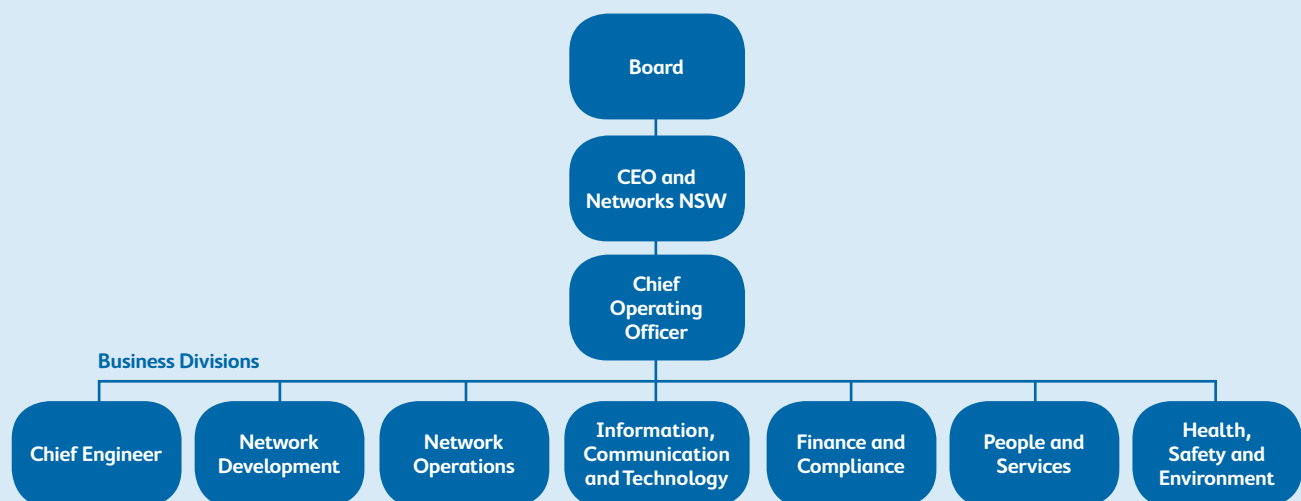 Board
CEO and
Networks NSW
Chief
Operating
Officer
Business Divisions
Chief Engineer
Network
Development
Network
Operations
Information,
Communication
and Technology
Finance and
Compliance
People and
Services
Health,
Safety and
Environment